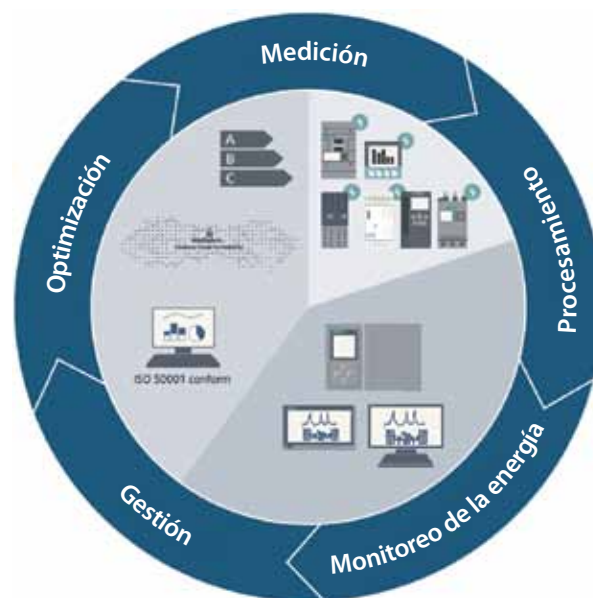 Medición
Procesamiento
Monitoreo de la energía
Gestión
Optimización
A
B
C
ISO 50001 conform